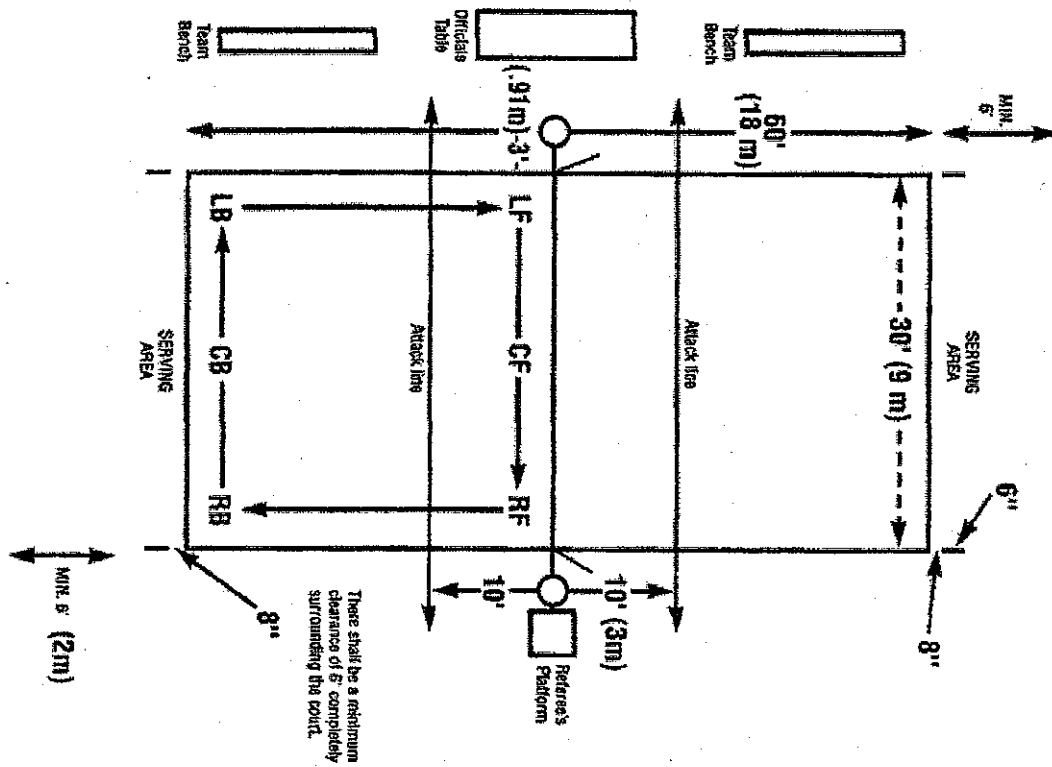 Team
Bench
Officials
Table
Team
Bench
MIN.
6'
60'
(18 m)
(.91m)-3'-
SERVING
AREA
LB
LF
CB
CF
RB
RF
Attack line
Attack line
30' (9 m)
SERVING
AREA
6"
8"
8"
10'
10' (3m)
Referee's
Platform
MIN. 6' (2m)
There shall be a minimum
clearance of 6' completely
surrounding the court.